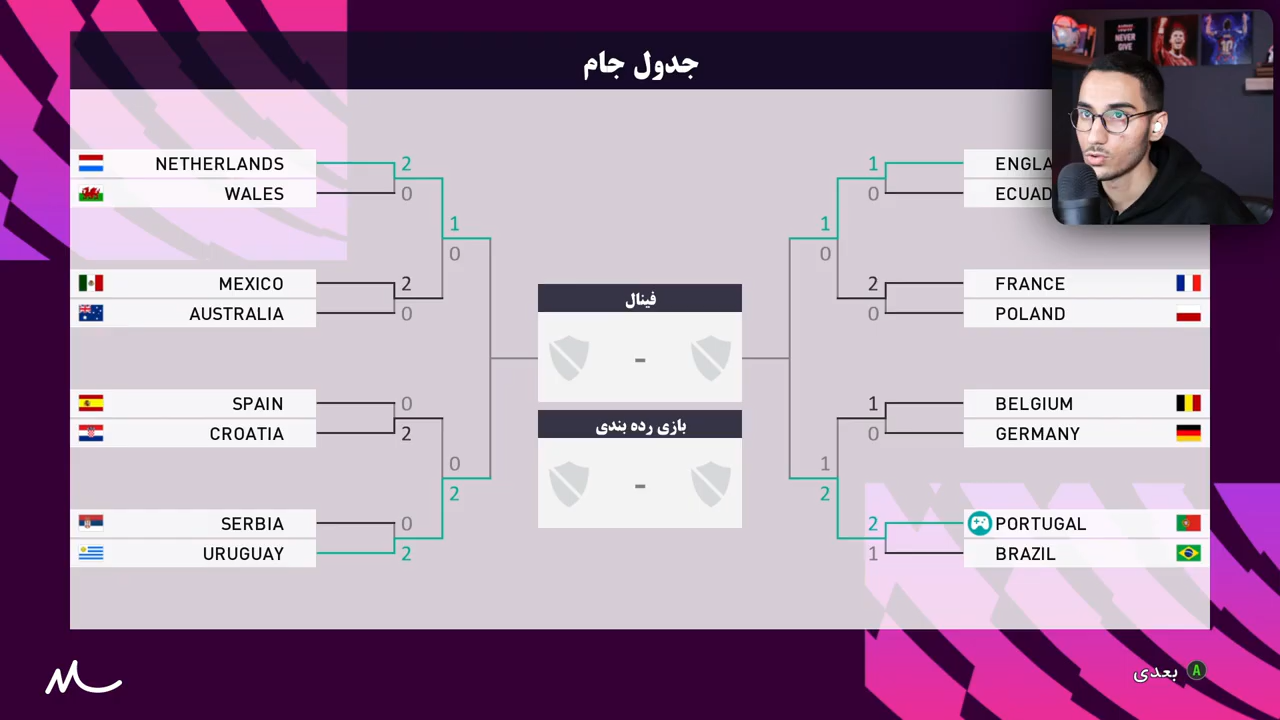 جدول جام
NEVER
GIVE
NETHERLANDS 2
WALES 0
1
0
MEXICO 2
AUSTRALIA 0
SPAIN 0
CROATIA 2
0
2
SERBIA 0
URUGUAY 2
فینال
-
بازی رده بندی
-
1 ENGLA
0 ECUAD
1
0
2 FRANCE
0 POLAND
1 BELGIUM
0 GERMANY
1
2
2 PORTUGAL
1 BRAZIL
بعدی A